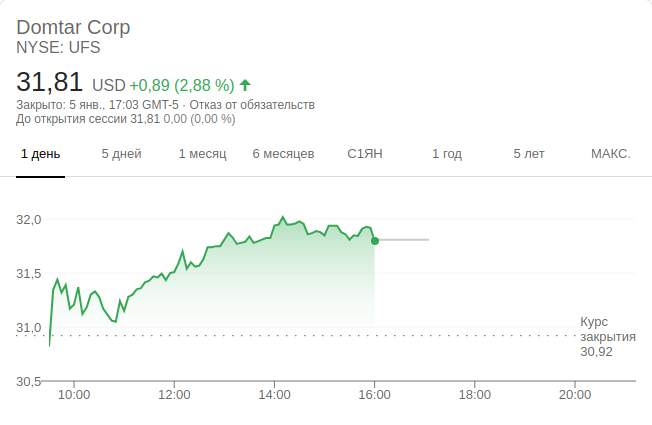 Domtar Corp
NYSE: UFS
31,81 USD +0,89 (2,88 %)
Закрыто: 5 янв., 17:03 GMT-5 · Отказ от обязательств
До открытия сессии 31,81 0,00 (0,00 %)
1 день 5 дней 1 месяц 6 месяцев С1ЯН 1 год 5 лет МАКС.
32,0
31,5
31,0
30,5
Курс
закрытия
30,92
10:00 12:00 14:00 16:00 18:00 20:00